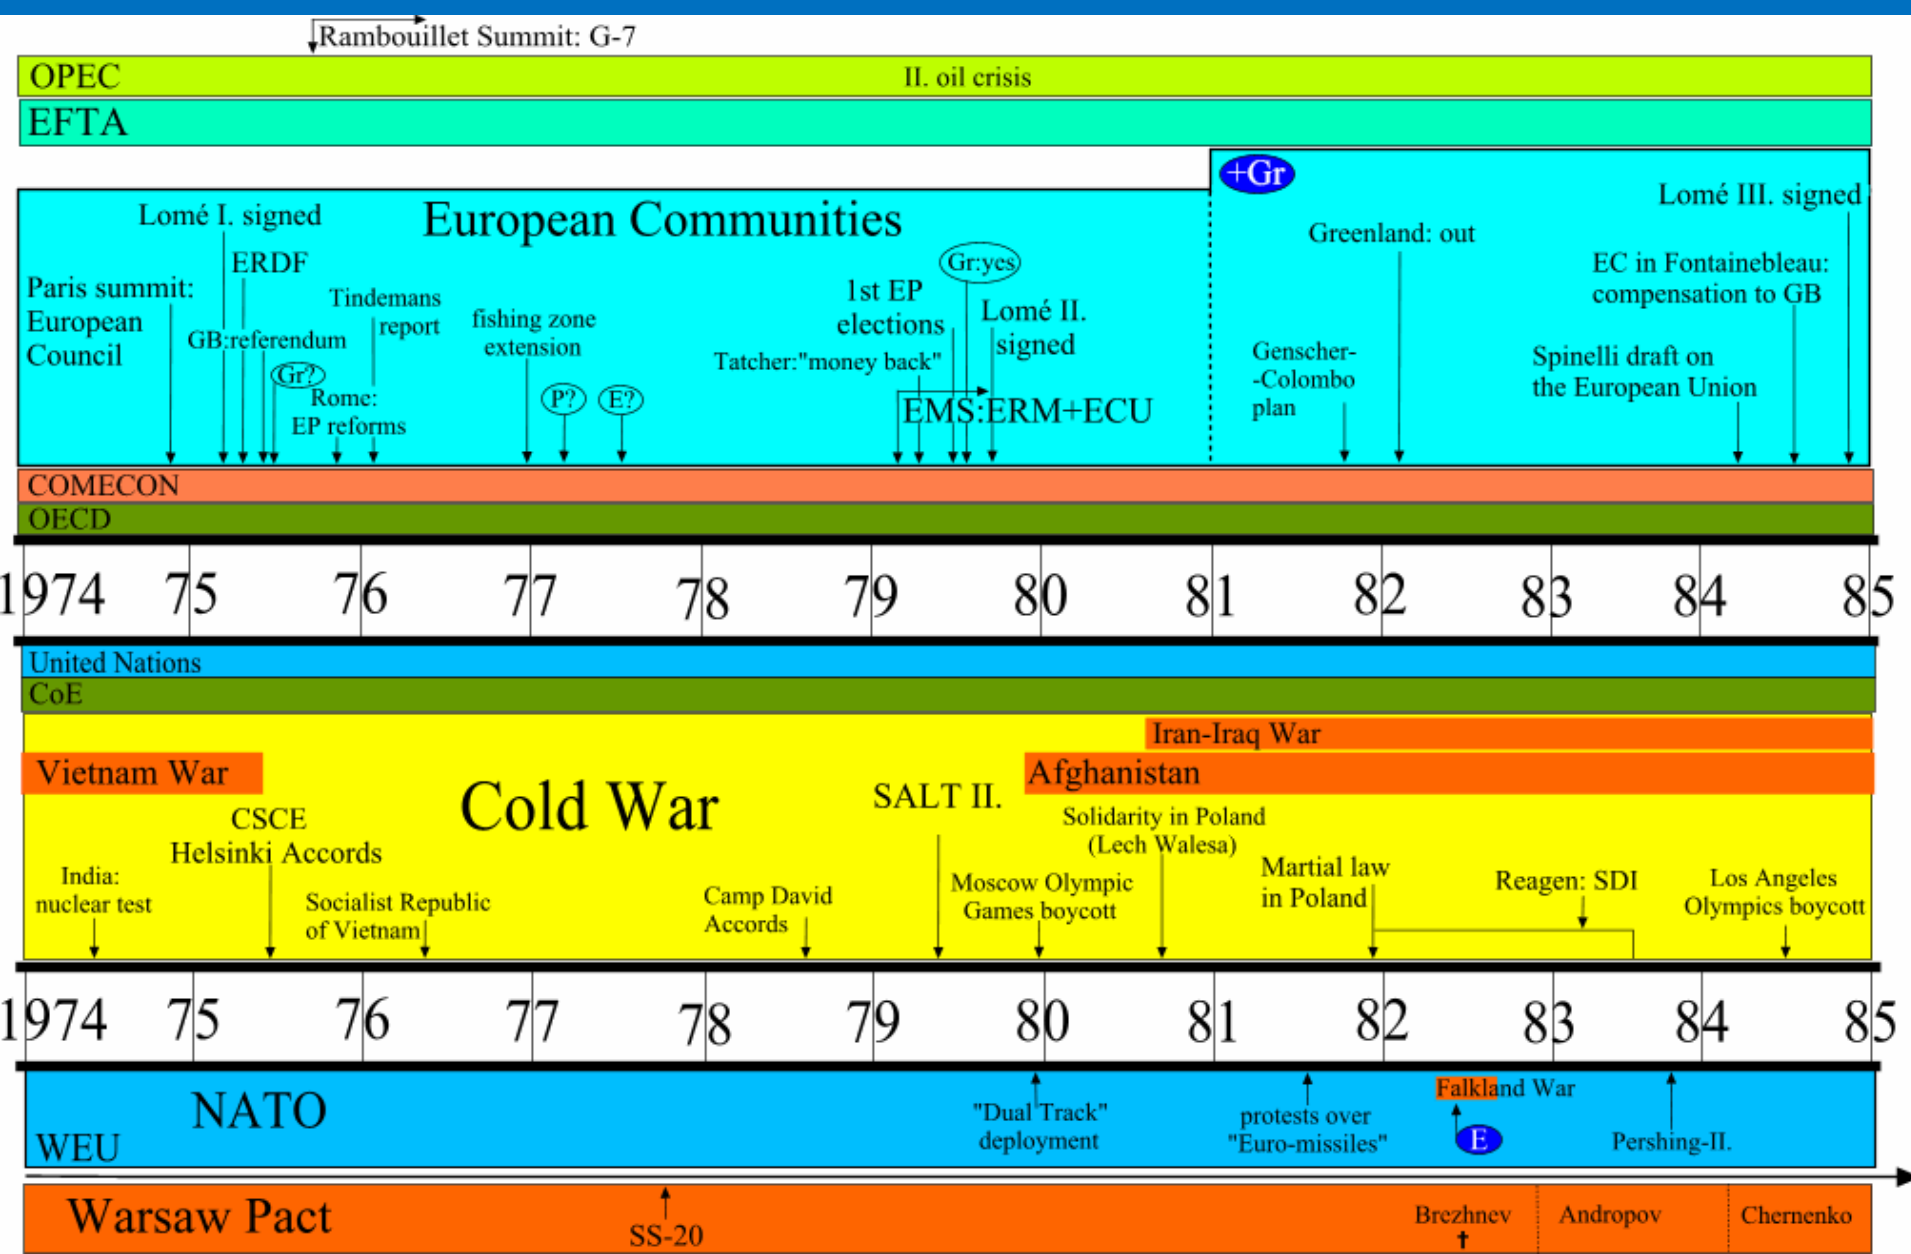 Rambouillet Summit: G-7
OPEC
II. oil crisis
EFTA
+Gr
European Communities
Lomé I. signed
ERDF
Paris summit:
European
Council
GB:referendum
Gr?
Rome:
EP reforms
Tindemans
report
fishing zone
extension
P?
E?
Tatcher:"money back"
1st EP
elections
Gr:yes
Lomé II.
signed
EMS:ERM+ECU
Genscher-
-Colombo
plan
Greenland: out
Lomé III. signed
EC in Fontainebleau:
compensation to GB
Spinelli draft on
the European Union
COMECON
OECD
1974 75 76 77 78 79 80 81 82 83 84 85
United Nations
CoE
Iran-Iraq War
Vietnam War
Afghanistan
Cold War
CSCE
Helsinki Accords
India:
nuclear test
Socialist Republic
of Vietnam
Camp David
Accords
SALT II.
Moscow Olympic
Games boycott
Solidarity in Poland
(Lech Walesa)
Martial law
in Poland
Reagen: SDI
Los Angeles
Olympics boycott
1974 75 76 77 78 79 80 81 82 83 84 85
NATO
WEU
"Dual Track"
deployment
protests over
"Euro-missiles"
Falkland War
E
Pershing-II.
Warsaw Pact
SS-20
Brezhnev
Andropov
Chernenko